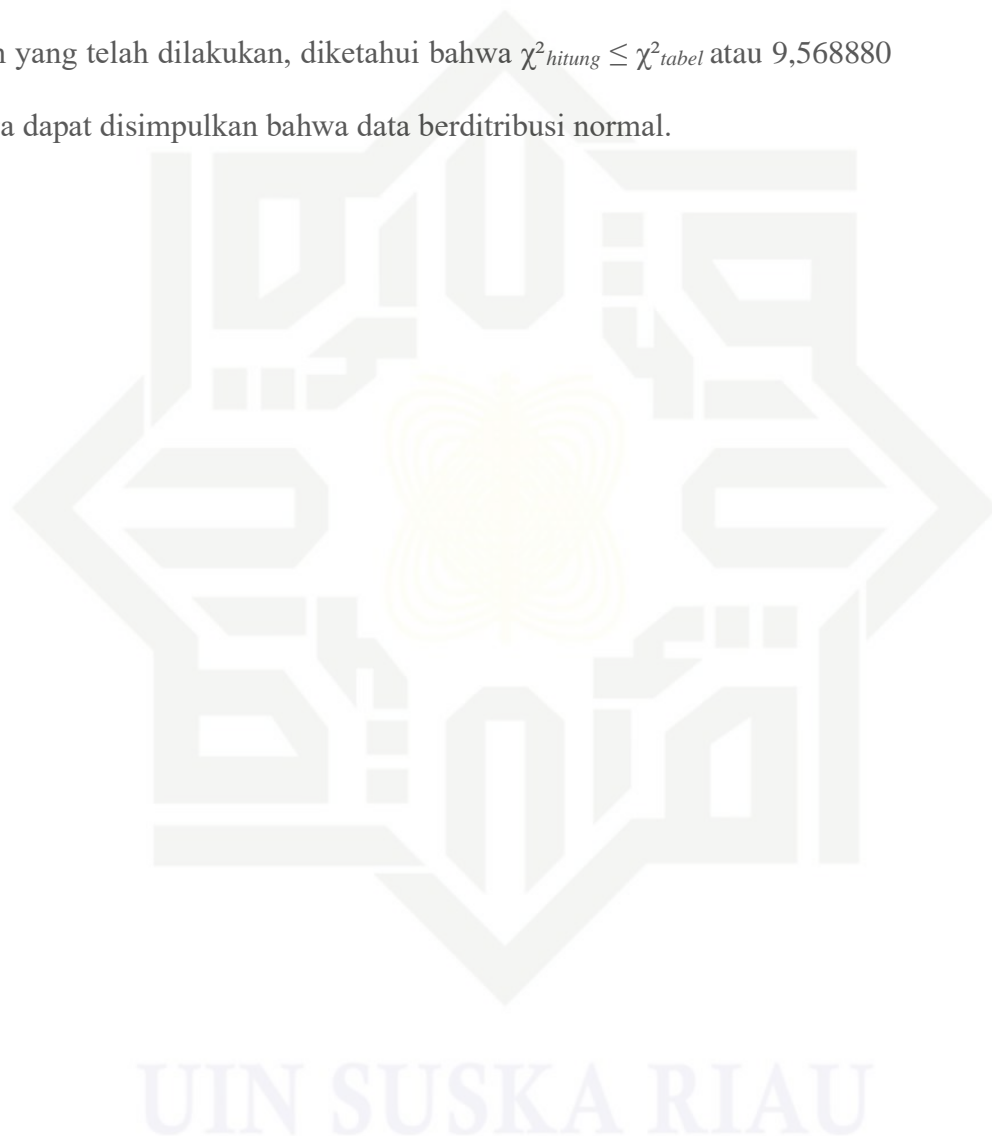 n yang telah dilakukan, diketahui bahwa χ²hitung ≤ χ²tabel atau 9,568880
a dapat disimpulkan bahwa data berditribusi normal.
UIN SUSKA RIAU